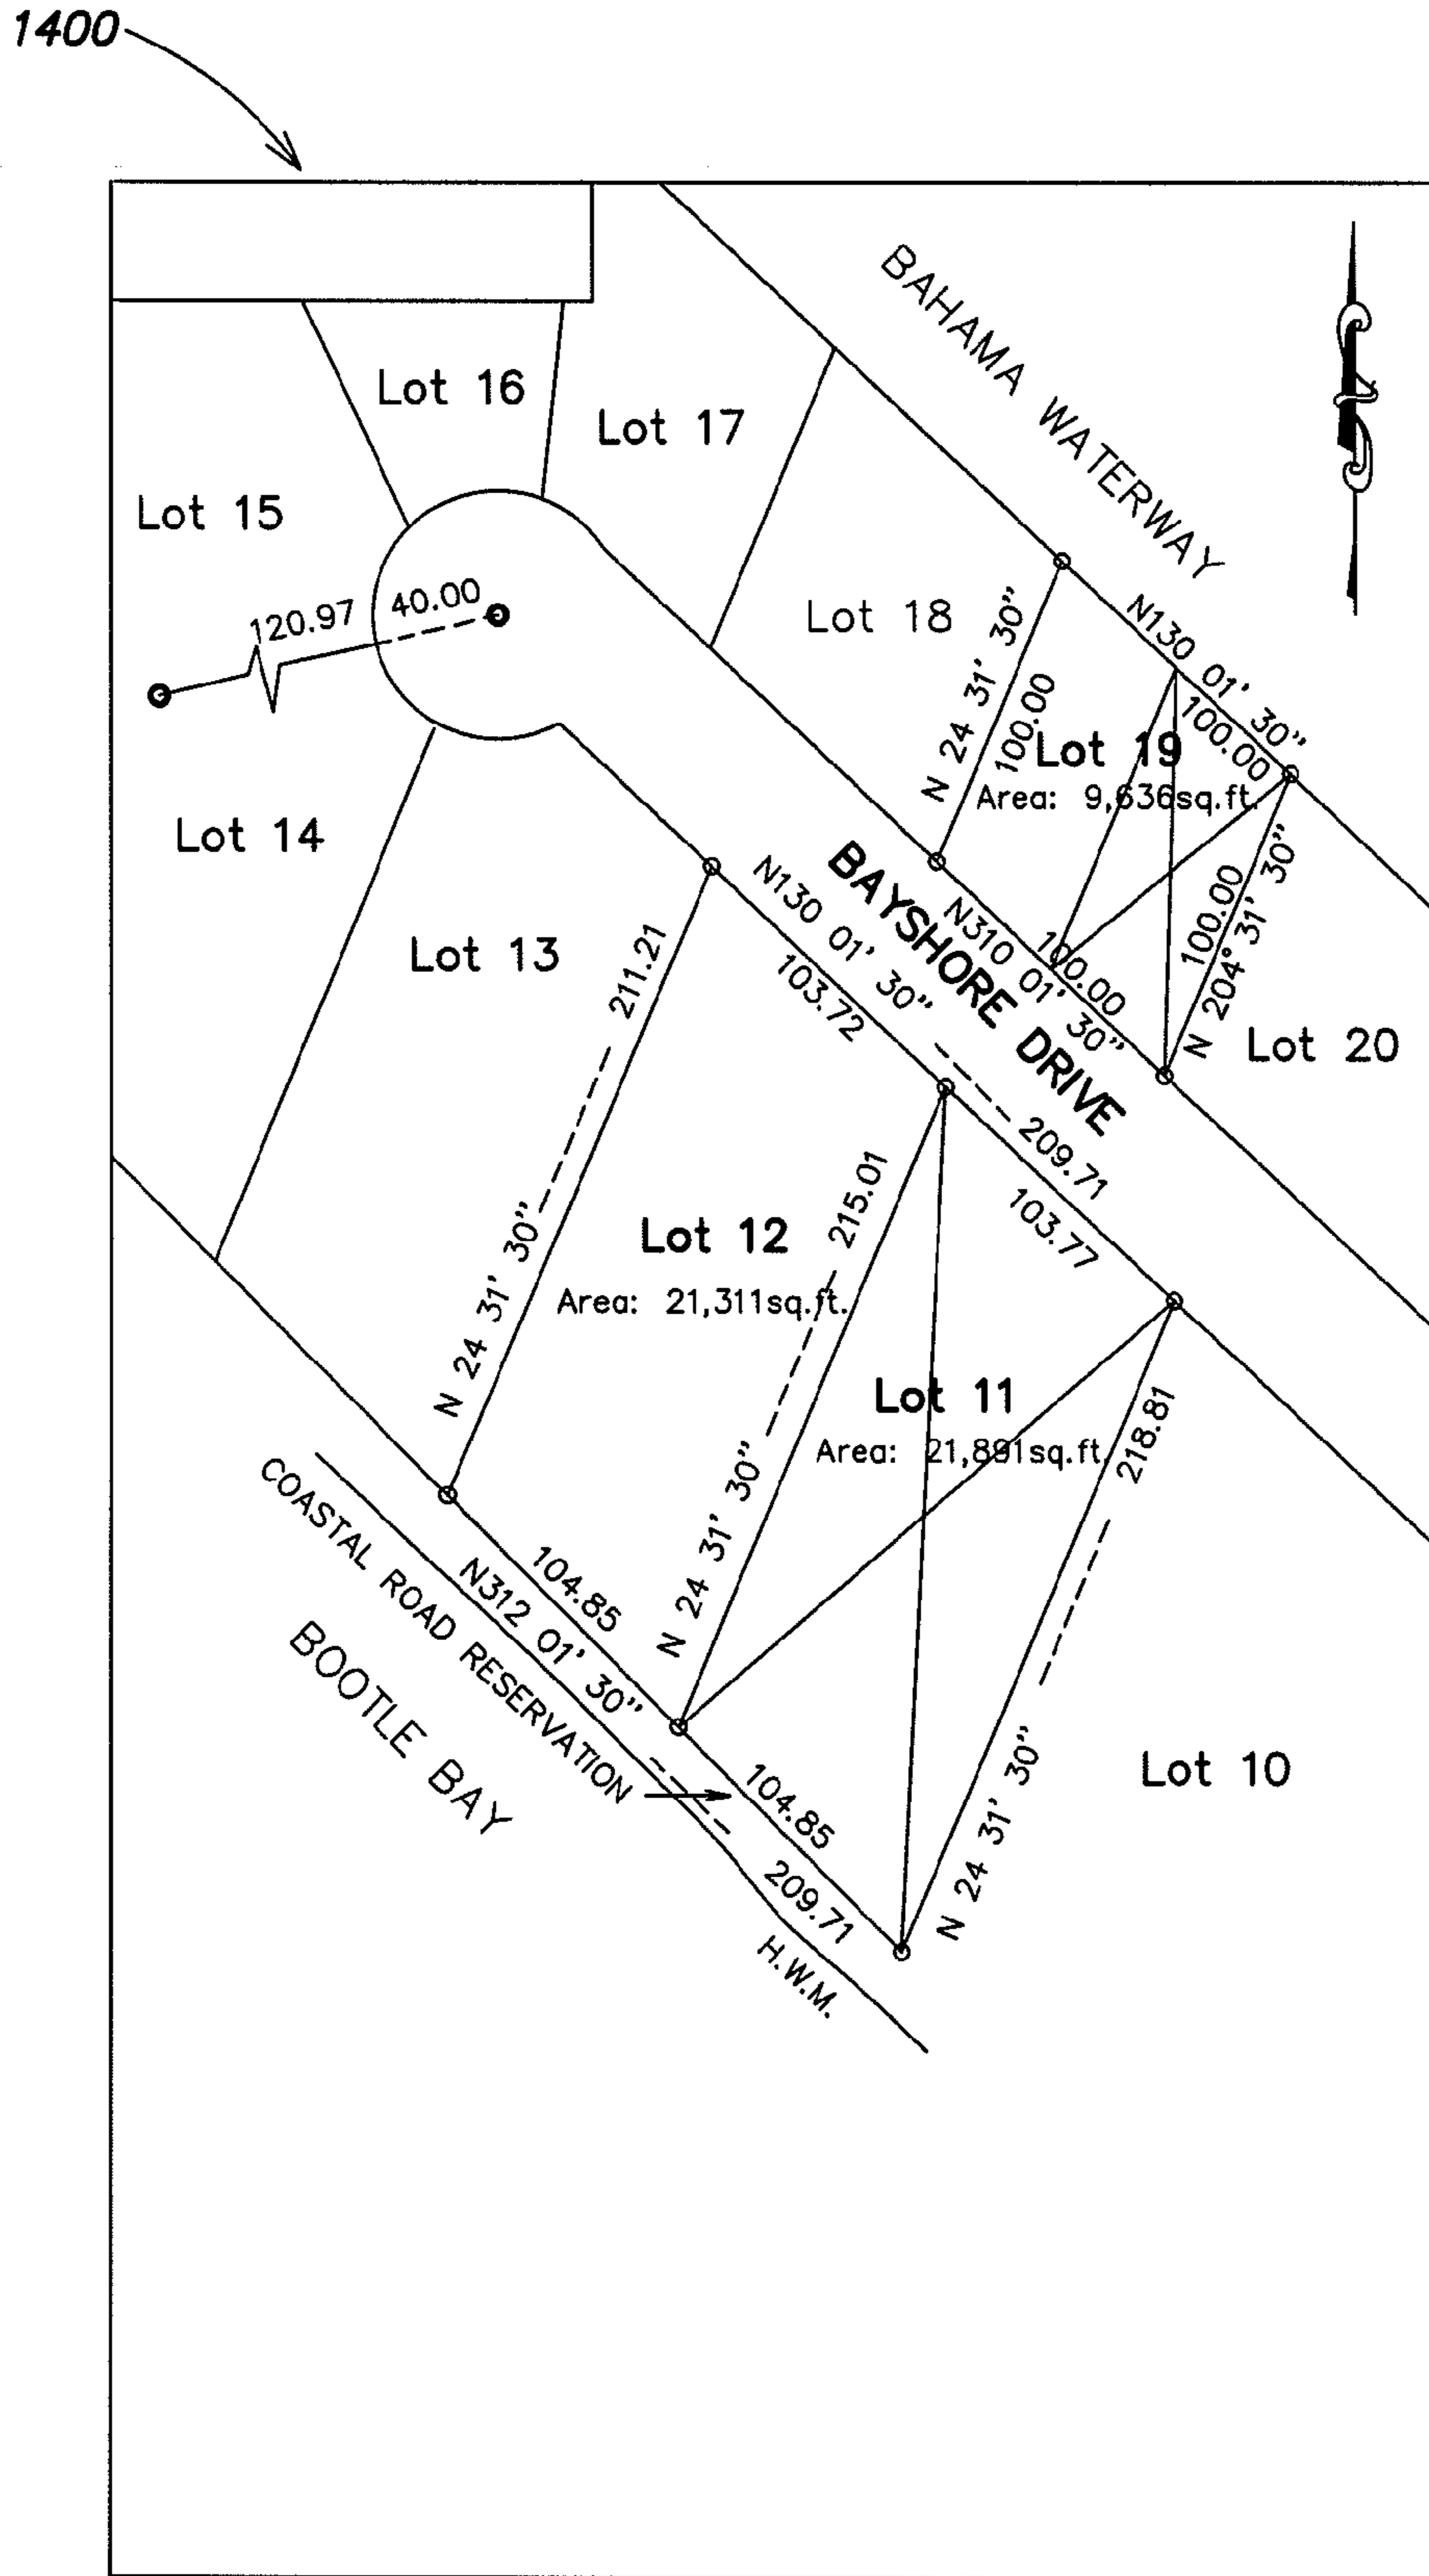 1400
BAHAMA WATERWAY
Lot 16
Lot 17
Lot 15
120.97
40.00
Lot 18
N130 01' 30"
100.00
N 24 31' 30"
100.00
Lot 19
Area: 9,636sq.ft.
Lot 14
BAYSHORE DRIVE
N130 01' 30"
103.72
N310 01' 30"
100.00
100.00
N 204° 31' 30"
Lot 20
Lot 13
211.21
N 24 31' 30"
209.71
103.77
Lot 12
Area: 21,311sq.ft.
215.01
N 24 31' 30"
Lot 11
Area: 21,891sq.ft.
218.81
N 24 31' 30"
Lot 10
COASTAL ROAD RESERVATION
N312 01' 30"
104.85
BOOTLE BAY
104.85
209.71
H.W.M.